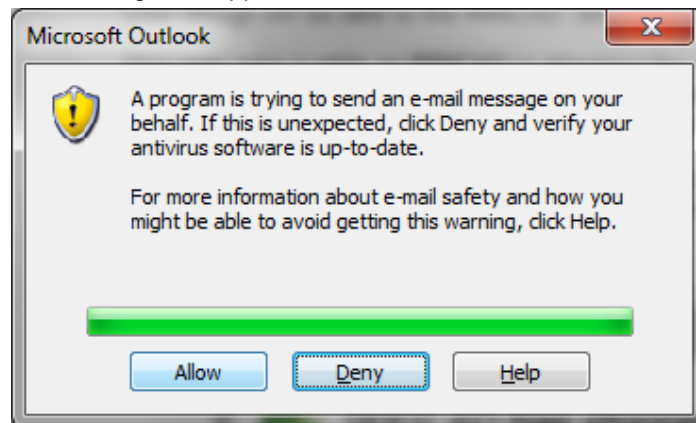 Microsoft Outlook
A program is trying to send an e-mail message on your
behalf. If this is unexpected, click Deny and verify your
antivirus software is up-to-date.
For more information about e-mail safety and how you
might be able to avoid getting this warning, click Help.
Allow Deny Help